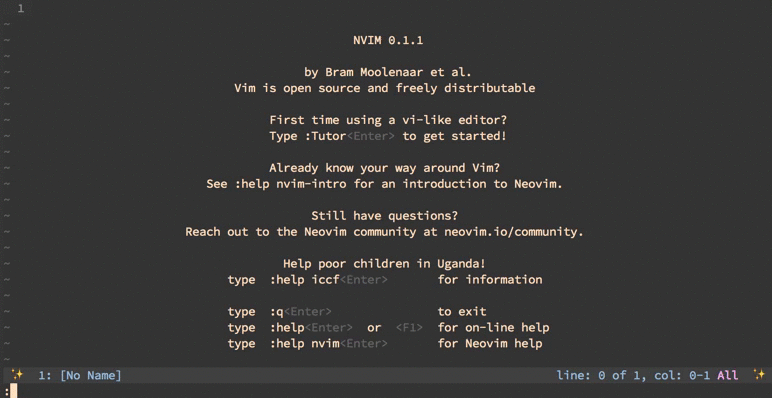 1
~
~
NVIM 0.1.1
~
~
by Bram Moolenaar et al.
~
Vim is open source and freely distributable
~
~
First time using a vi-like editor?
~
Type :Tutor<Enter> to get started!
~
~
Already know your way around Vim?
~
See :help nvim-intro for an introduction to Neovim.
~
~
Still have questions?
~
Reach out to the Neovim community at neovim.io/community.
~
~
Help poor children in Uganda!
~
type :help iccf<Enter> for information
~
~
type :q<Enter> to exit
~
type :help<Enter> or <F1> for on-line help
~
type :help nvim<Enter> for Neovim help
~
✨ 1: [No Name] line: 0 of 1, col: 0-1 All ✨
: